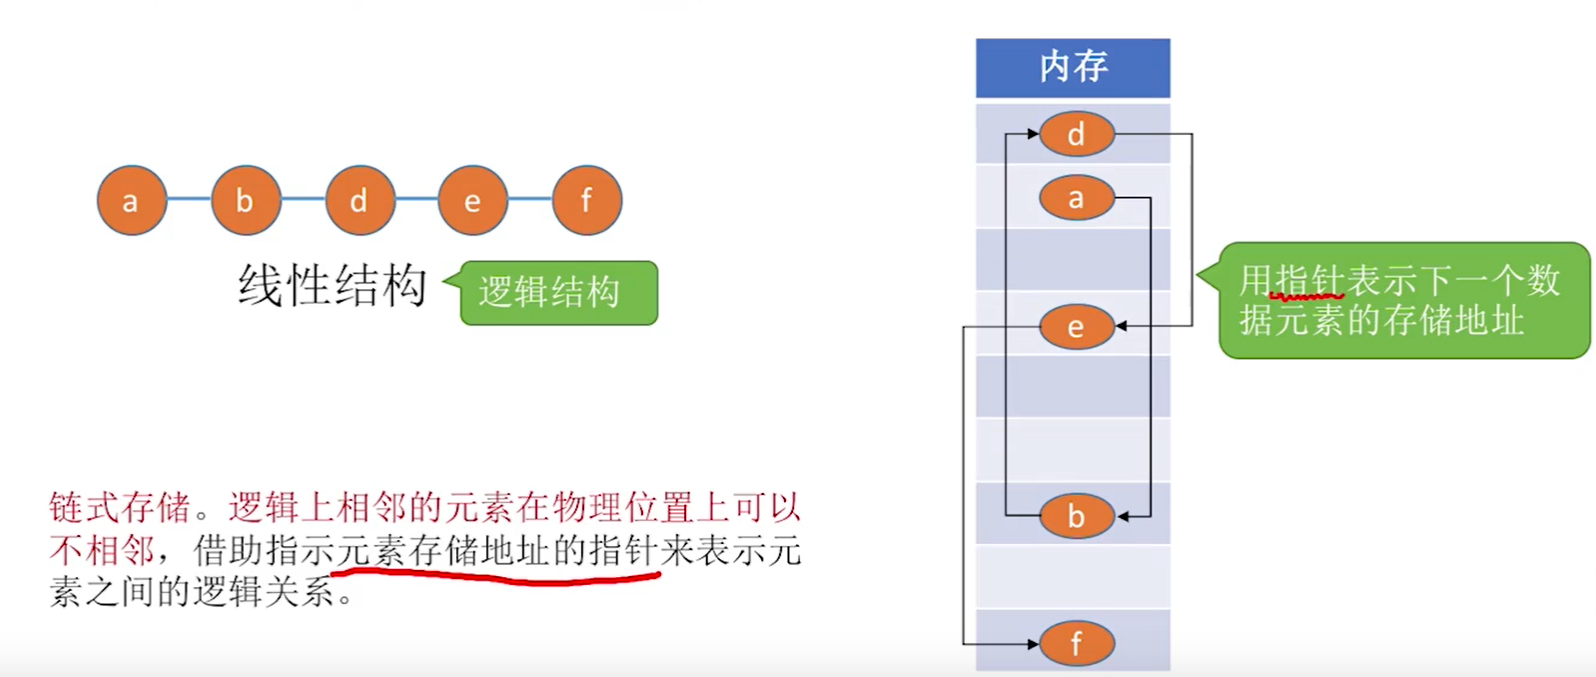 a
b
d
e
f
线性结构
逻辑结构
链式存储。逻辑上相邻的元素在物理位置上可以
不相邻，借助指示元素存储地址的指针来表示元
素之间的逻辑关系。
内存
d
a
e
b
f
用指针表示下一个数
据元素的存储地址